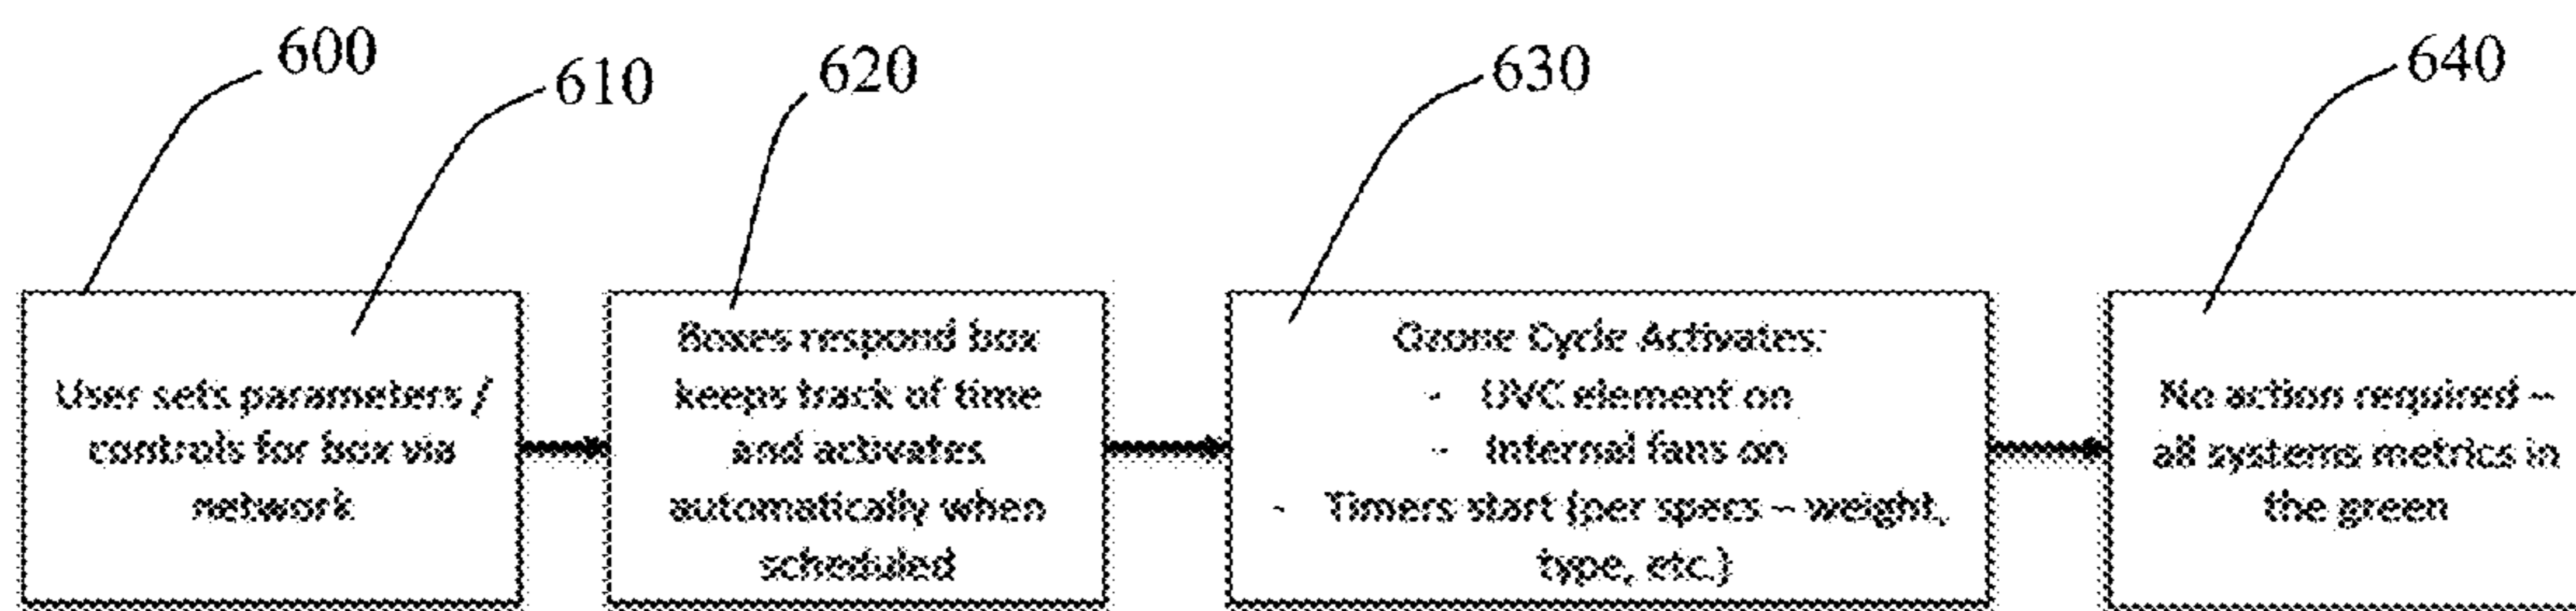 600
610
620
630
640
User sets parameters /
controls for box via
network
Boxes respond box
keeps track of time
and activates
automatically when
scheduled
Ozone Cycle Activates:
- UVC element on
- Internal fans on
- Timers start (per specs – weight,
type, etc.)
No action required –
all systems metrics in
the green